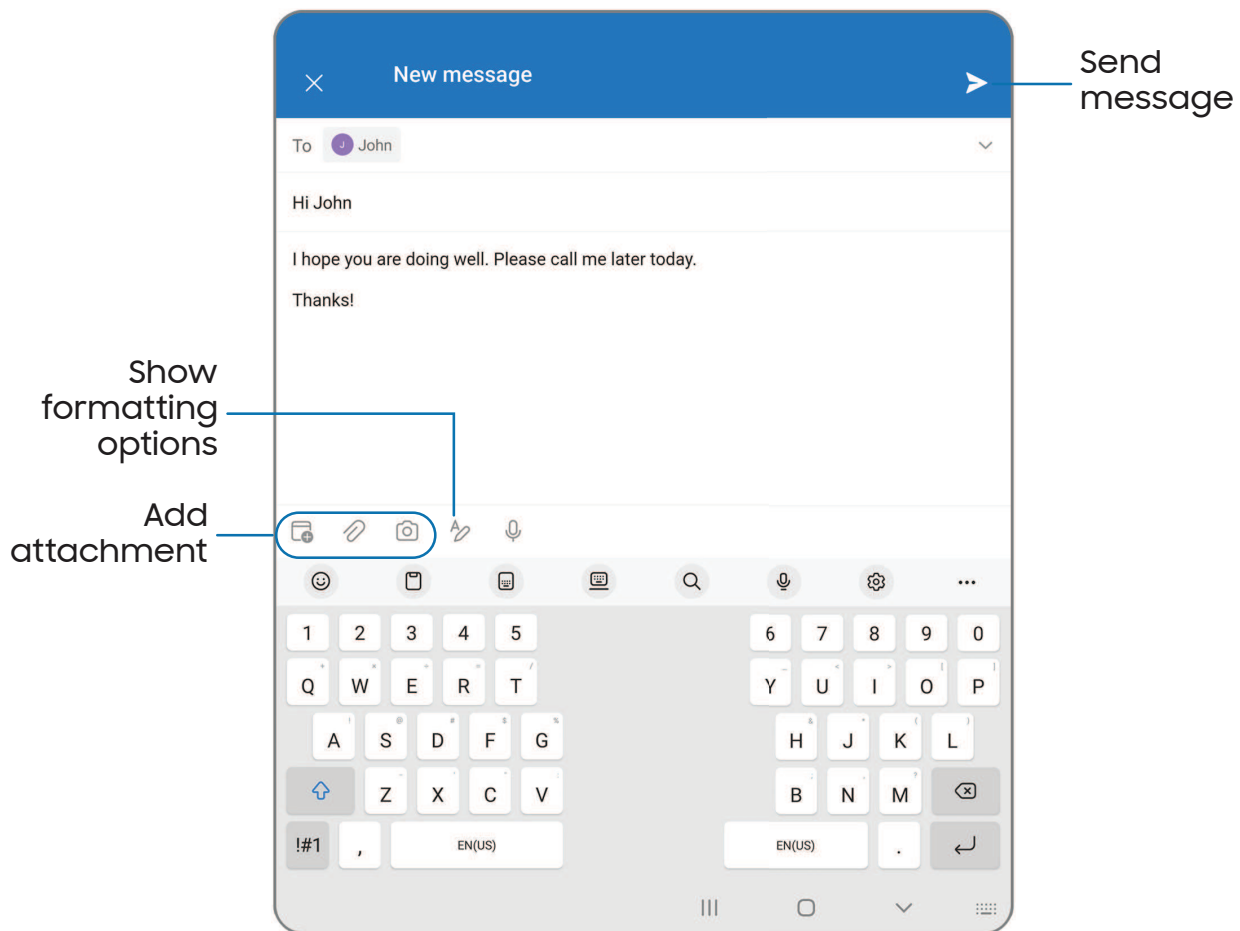 New message
Send
message
To J John
Hi John
I hope you are doing well. Please call me later today.
Thanks!
Show
formatting
options
Add
attachment
1 2 3 4 5 6 7 8 9 0
Q W E R T Y U I O P
A S D F G H J K L
Z X C V B N M
!#1 , EN(US) EN(US) .